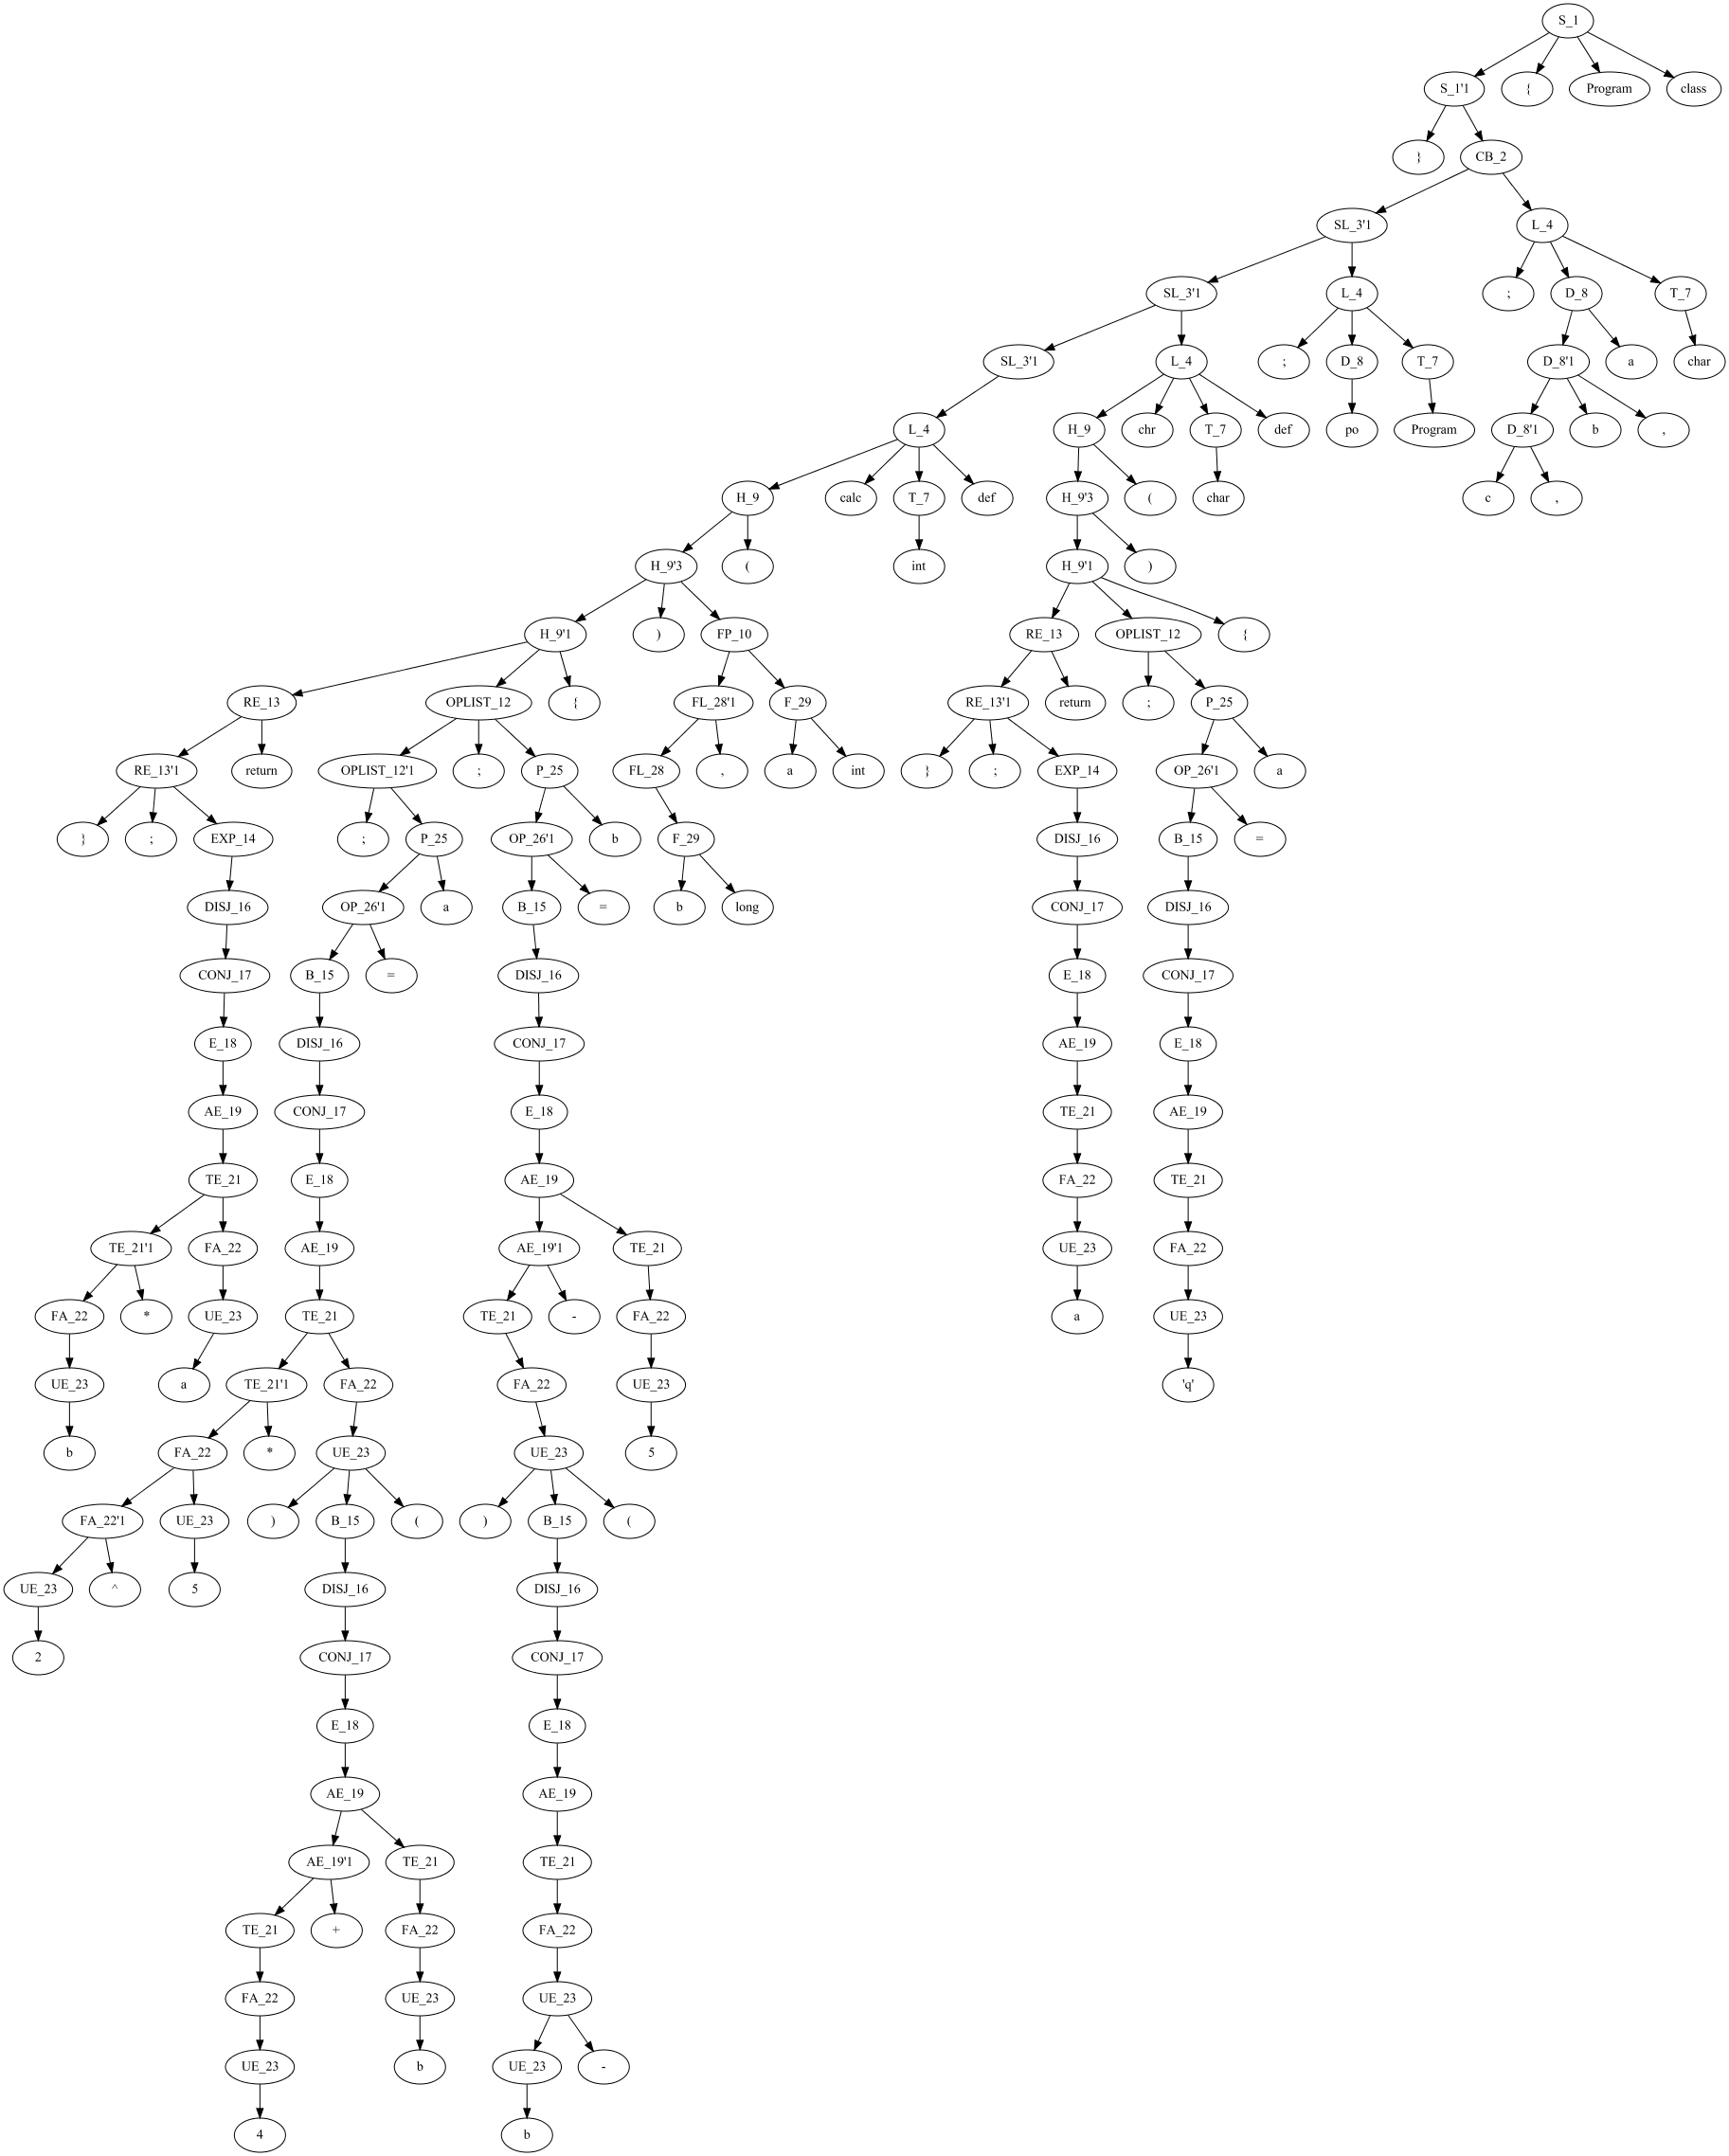 S_1
S_1'1 { Program class
} CB_2
SL_3'1 L_4
SL_3'1 L_4 ; D_8 T_7
SL_3'1 L_4 ; D_8 T_7 D_8'1 a char
L_4 H_9 chr T_7 def po Program D_8'1 b ,
H_9 calc T_7 def H_9'3 ( char c ,
H_9'3 ( int H_9'1 )
H_9'1 ) FP_10 RE_13 OPLIST_12 {
RE_13 OPLIST_12 { FL_28'1 F_29 RE_13'1 return ; P_25
RE_13'1 return OPLIST_12'1 ; P_25 FL_28 , a int } ; EXP_14 OP_26'1 a
} ; EXP_14 ; P_25 OP_26'1 b F_29 DISJ_16 B_15 =
DISJ_16 OP_26'1 a B_15 = b long CONJ_17 DISJ_16
CONJ_17 B_15 = DISJ_16 E_18 CONJ_17
E_18 DISJ_16 CONJ_17 AE_19 E_18
AE_19 CONJ_17 E_18 TE_21 AE_19
TE_21 E_18 AE_19 FA_22 TE_21
TE_21'1 FA_22 AE_19 AE_19'1 TE_21 UE_23 FA_22
FA_22 * UE_23 TE_21 TE_21 - FA_22 a UE_23
UE_23 a TE_21'1 FA_22 FA_22 UE_23 'q'
b FA_22 * UE_23 UE_23 5
FA_22'1 UE_23 ) B_15 ( ) B_15 (
UE_23 ^ 5 DISJ_16 DISJ_16
2 CONJ_17 CONJ_17
E_18 E_18
AE_19 AE_19
AE_19'1 TE_21 TE_21
TE_21 + FA_22 FA_22
FA_22 UE_23 UE_23
UE_23 b UE_23 -
4 b